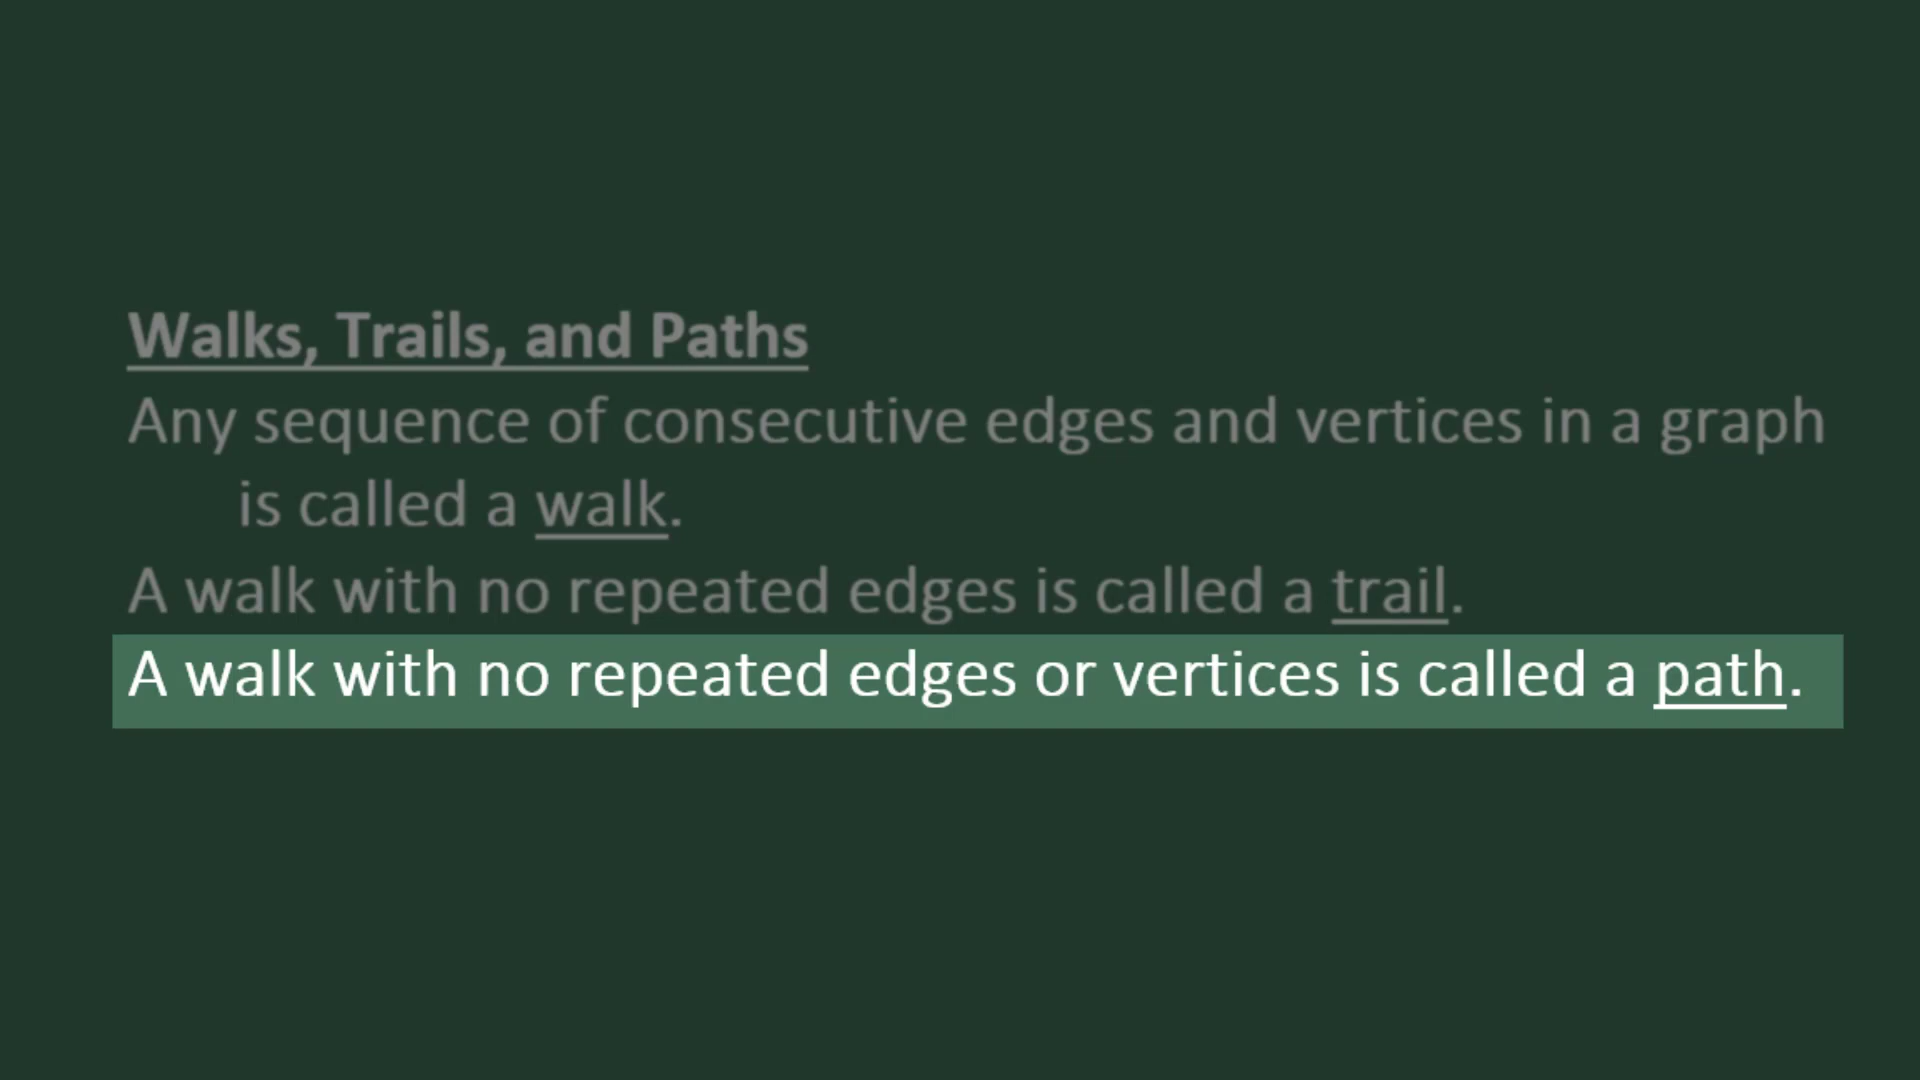 Walks, Trails, and Paths
Any sequence of consecutive edges and vertices in a graph
is called a walk.
A walk with no repeated edges is called a trail.
A walk with no repeated edges or vertices is called a path.